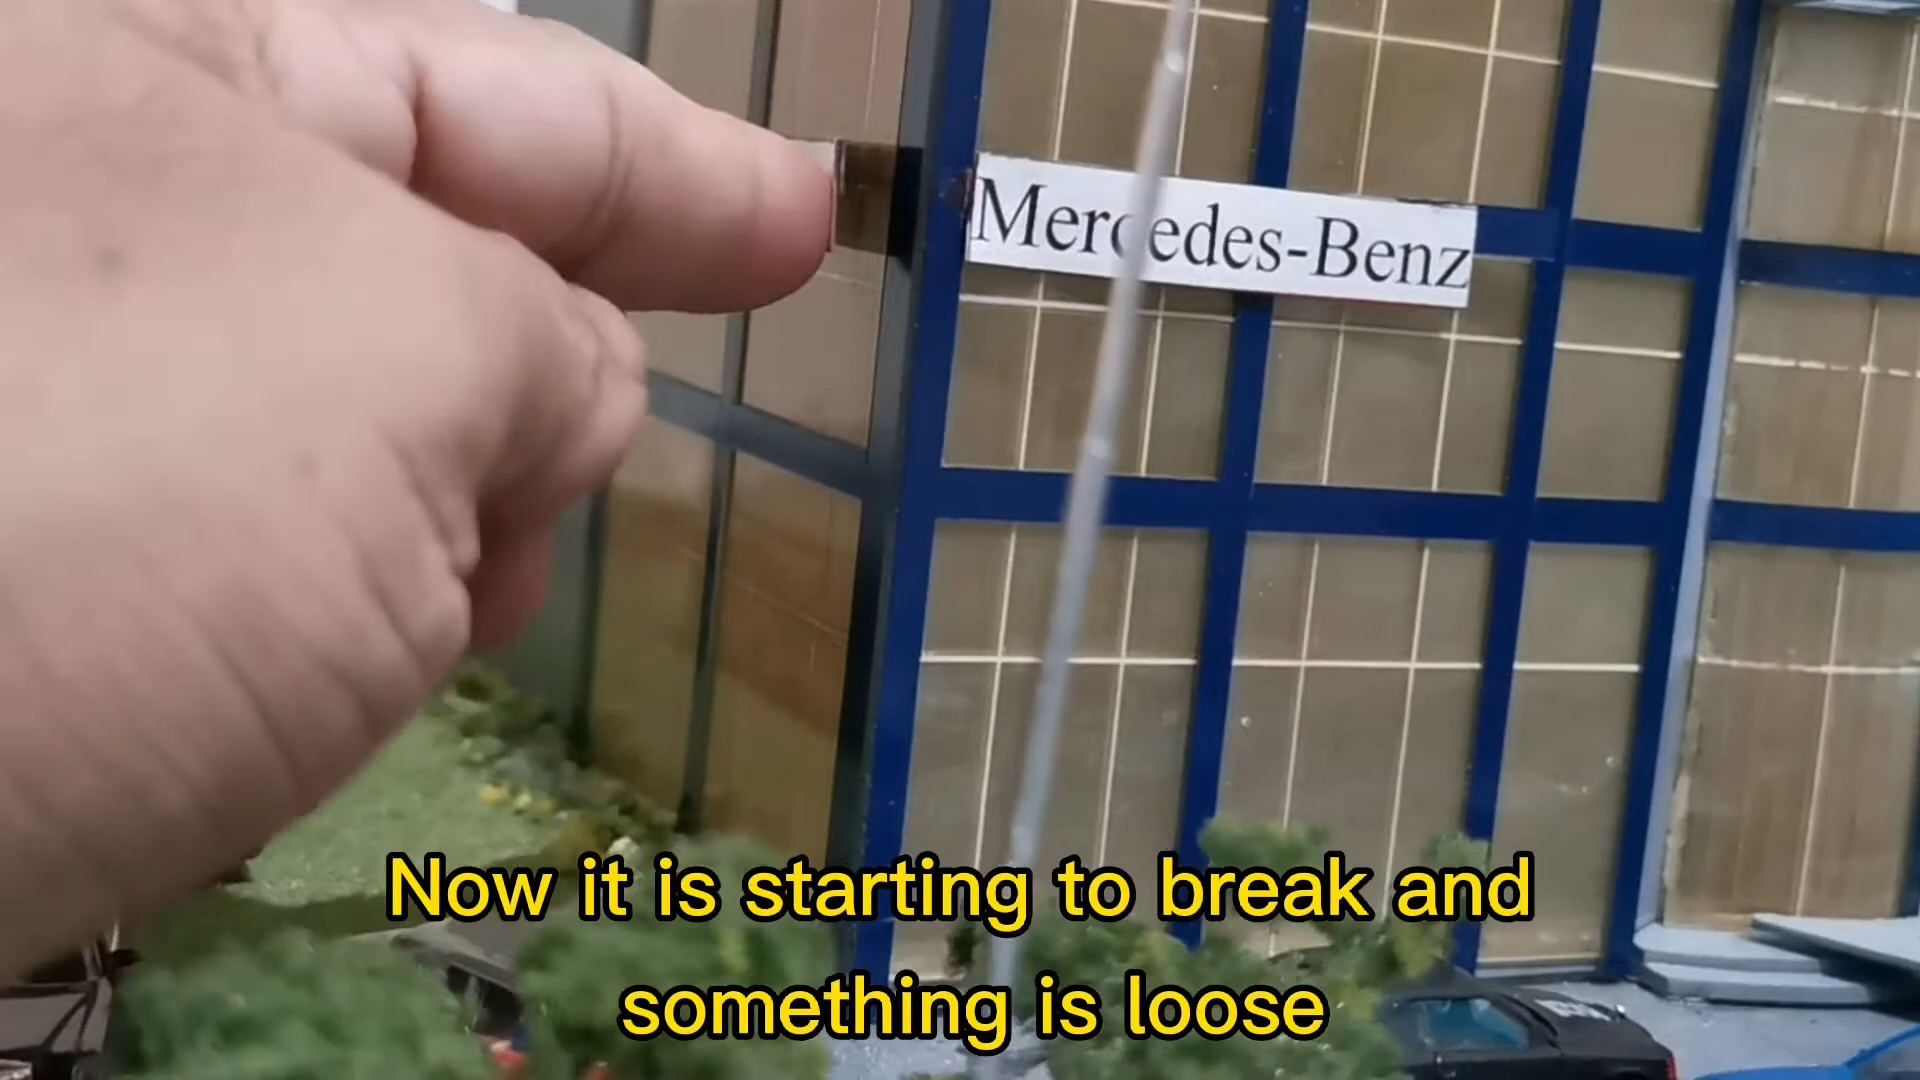 Mercedes-Benz
Now it is starting to break and
something is loose